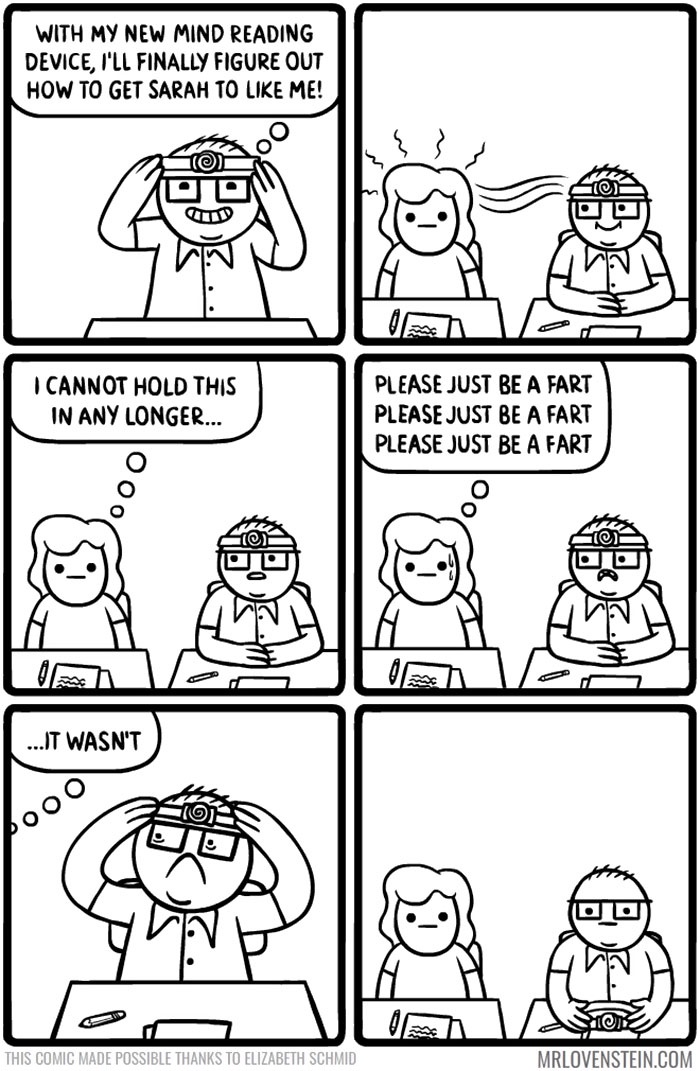 WITH MY NEW MIND READING
DEVICE, I'LL FINALLY FIGURE OUT
HOW TO GET SARAH TO LIKE ME!
I CANNOT HOLD THIS
IN ANY LONGER...
PLEASE JUST BE A FART
PLEASE JUST BE A FART
PLEASE JUST BE A FART
...IT WASN'T
THIS COMIC MADE POSSIBLE THANKS TO ELIZABETH SCHMID
MRLOVENSTEIN.COM